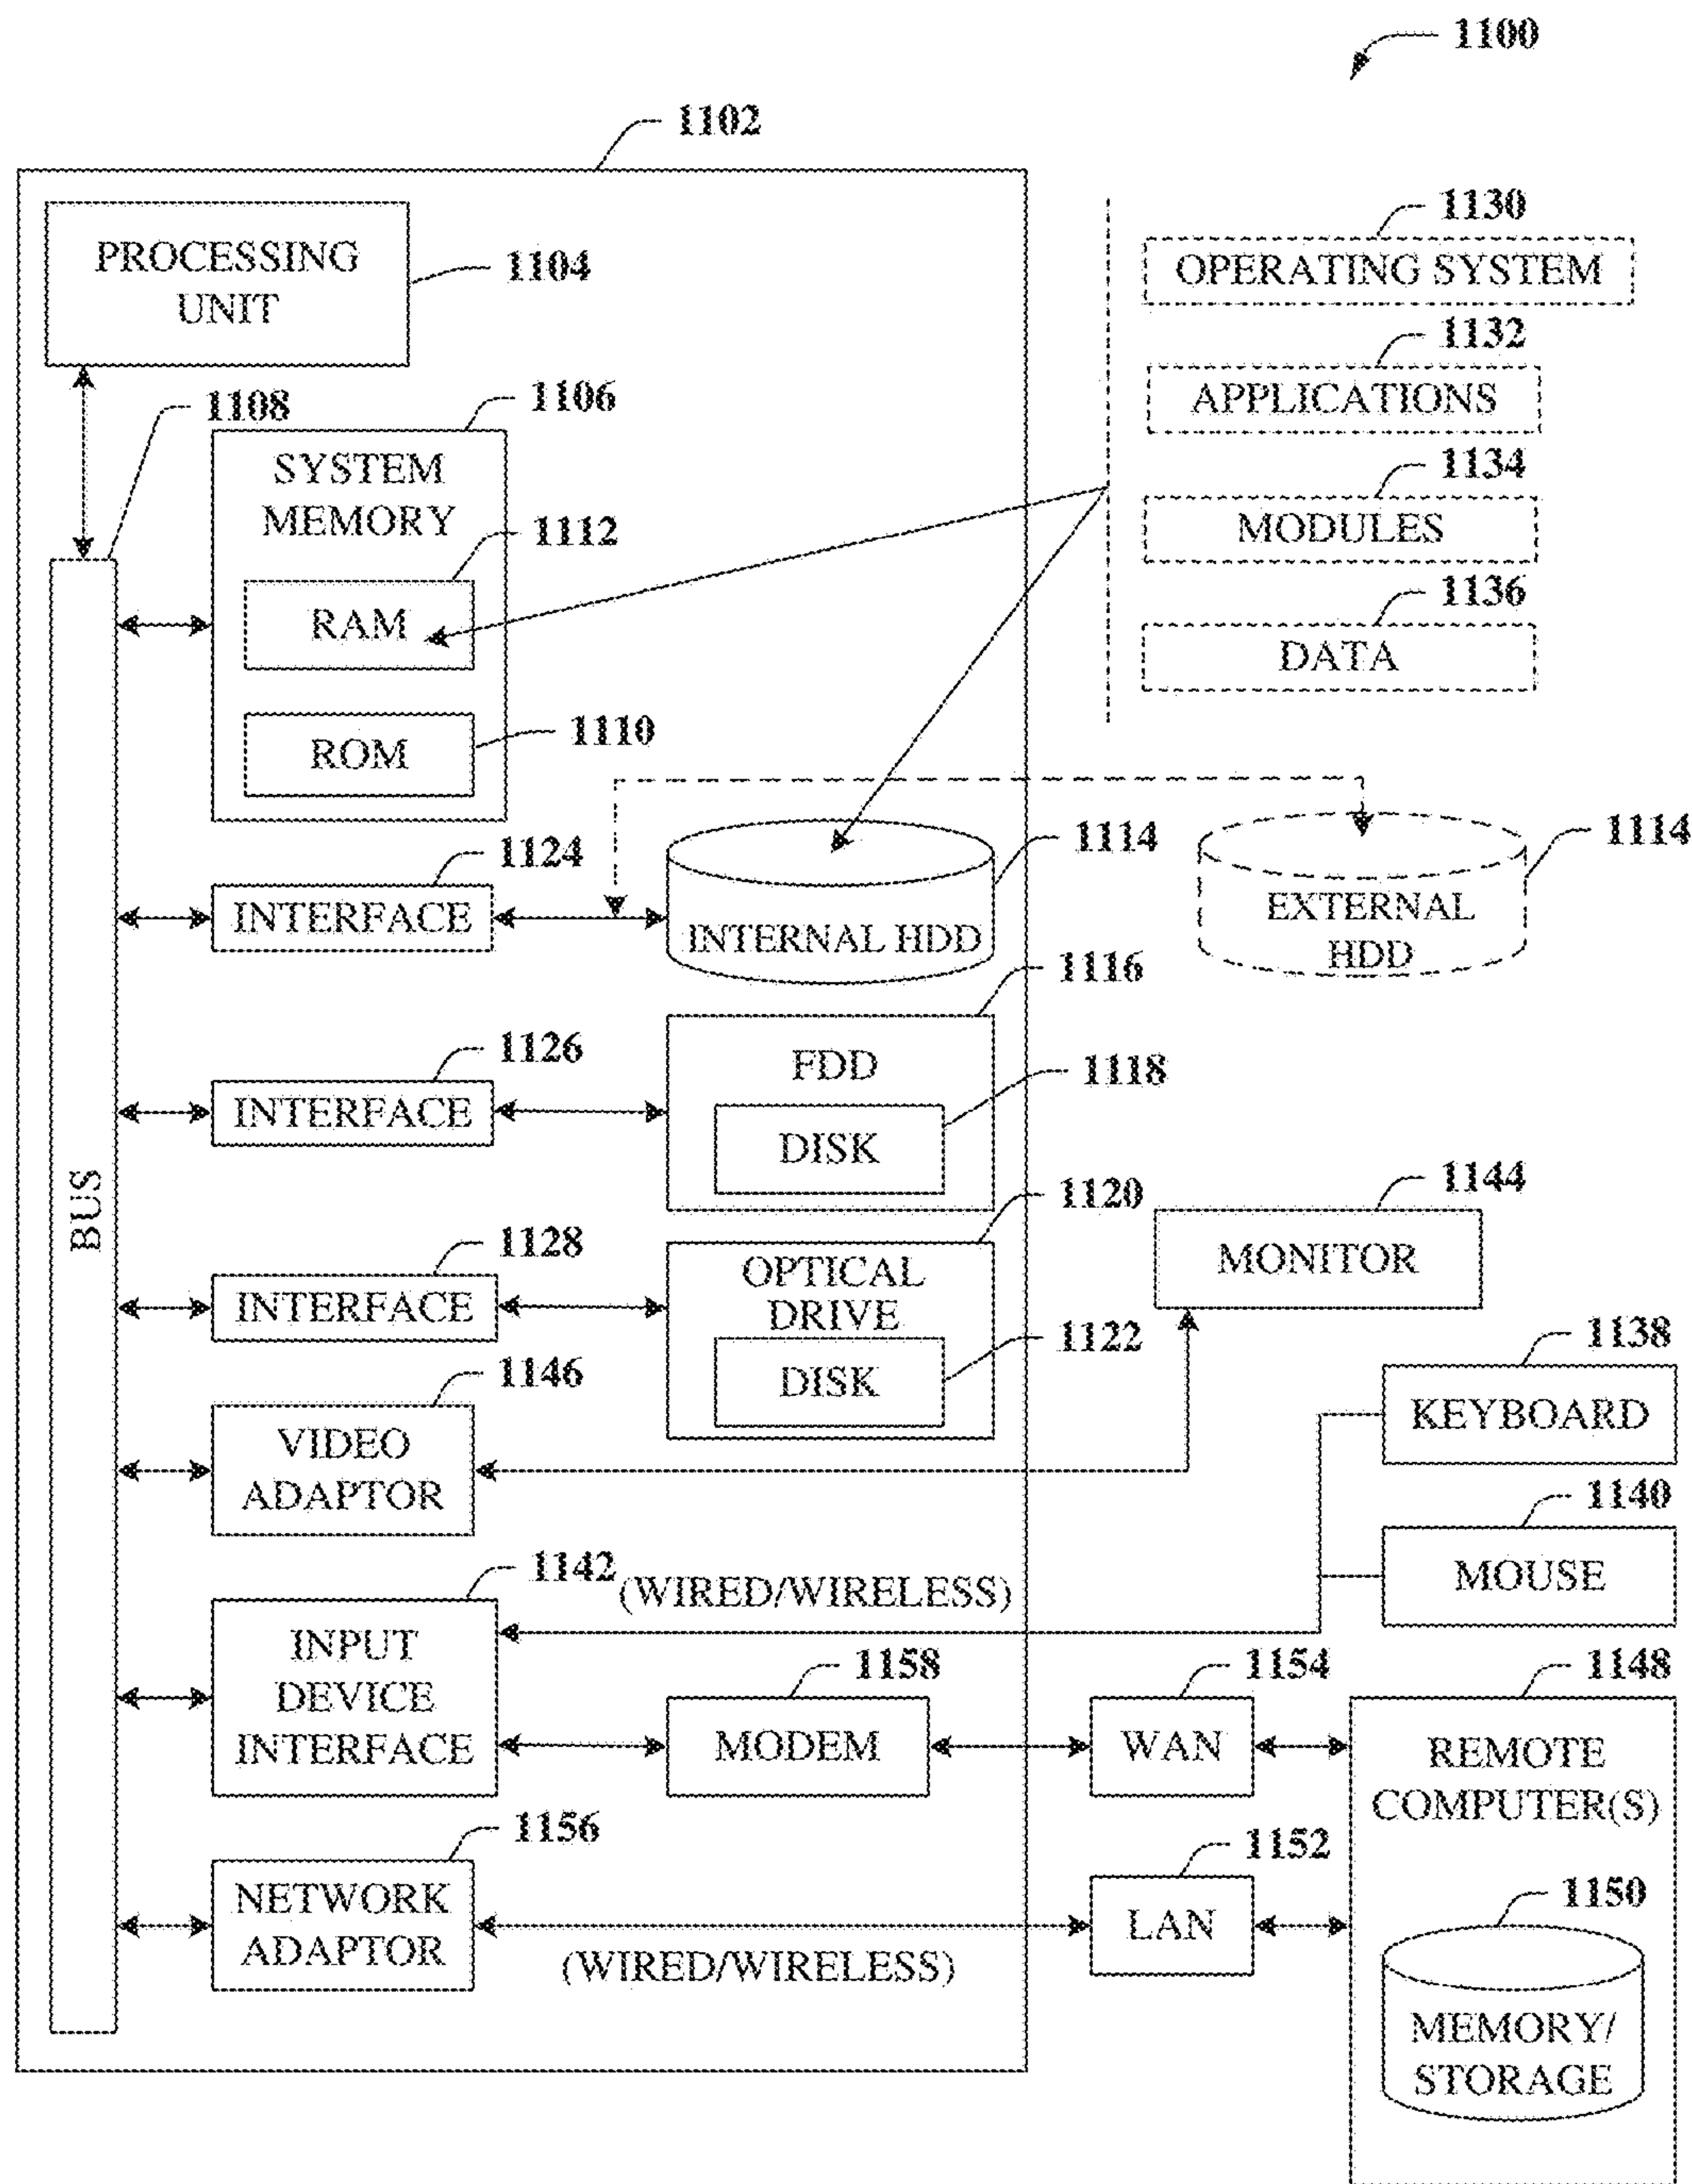 1100
1102
PROCESSING
UNIT
1104
1130
OPERATING SYSTEM
1132
APPLICATIONS
1134
MODULES
1136
DATA
1108
1106
SYSTEM
MEMORY
1112
RAM
1110
ROM
1124
INTERFACE
1114
INTERNAL HDD
1114
EXTERNAL
HDD
1126
INTERFACE
1116
FDD
1118
DISK
BUS
1128
INTERFACE
1120
OPTICAL
DRIVE
1122
DISK
1144
MONITOR
1146
VIDEO
ADAPTOR
1138
KEYBOARD
1140
MOUSE
1142
(WIRED/WIRELESS)
INPUT
DEVICE
INTERFACE
1158
MODEM
1154
WAN
1148
REMOTE
COMPUTER(S)
1156
NETWORK
ADAPTOR
(WIRED/WIRELESS)
1152
LAN
1150
MEMORY/
STORAGE